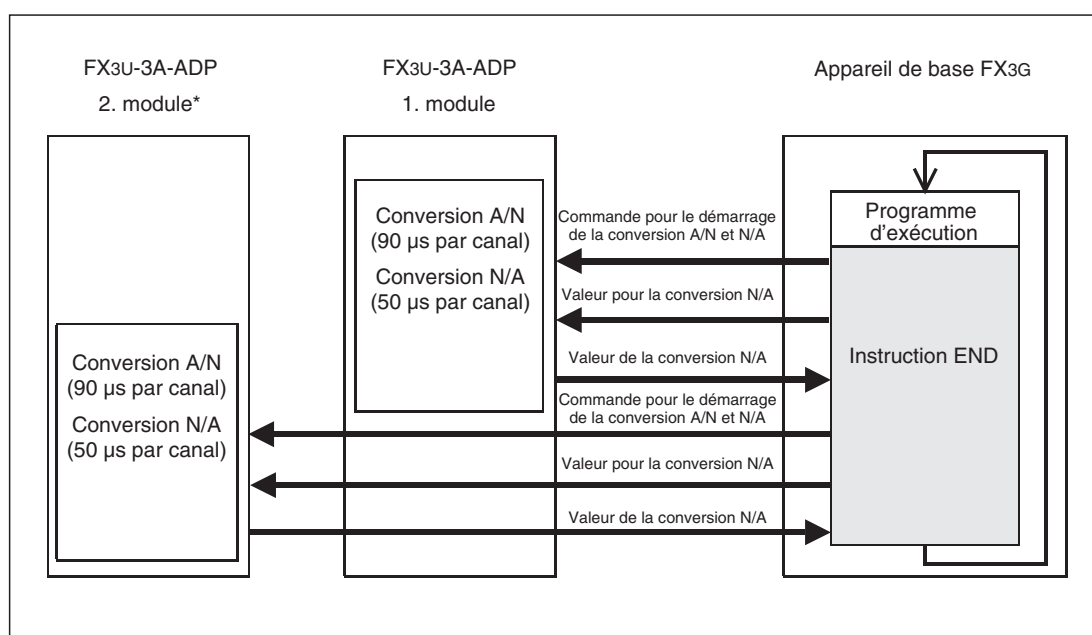 FX3U-3A-ADP
2. module*
FX3U-3A-ADP
1. module
Appareil de base FX3G
Conversion A/N
(90 µs par canal)
Conversion N/A
(50 µs par canal)
Conversion A/N
(90 µs par canal)
Conversion N/A
(50 µs par canal)
Commande pour le démarrage
de la conversion A/N et N/A
Valeur pour la conversion N/A
Valeur de la conversion N/A
Commande pour le démarrage
de la conversion A/N et N/A
Valeur pour la conversion N/A
Valeur de la conversion N/A
Programme
d'exécution
Instruction END